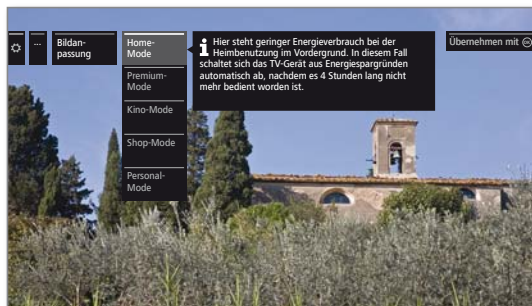 ...
Bildan-
passung
Home-
Mode
Premium-
Mode
Kino-Mode
Shop-Mode
Personal-
Mode
i Hier steht geringer Energieverbrauch bei der
Heimbenutzung im Vordergrund. In diesem Fall
schaltet sich das TV-Gerät aus Energiespargründen
automatisch ab, nachdem es 4 Stunden lang nicht
mehr bedient worden ist.
Übernehmen mit OK